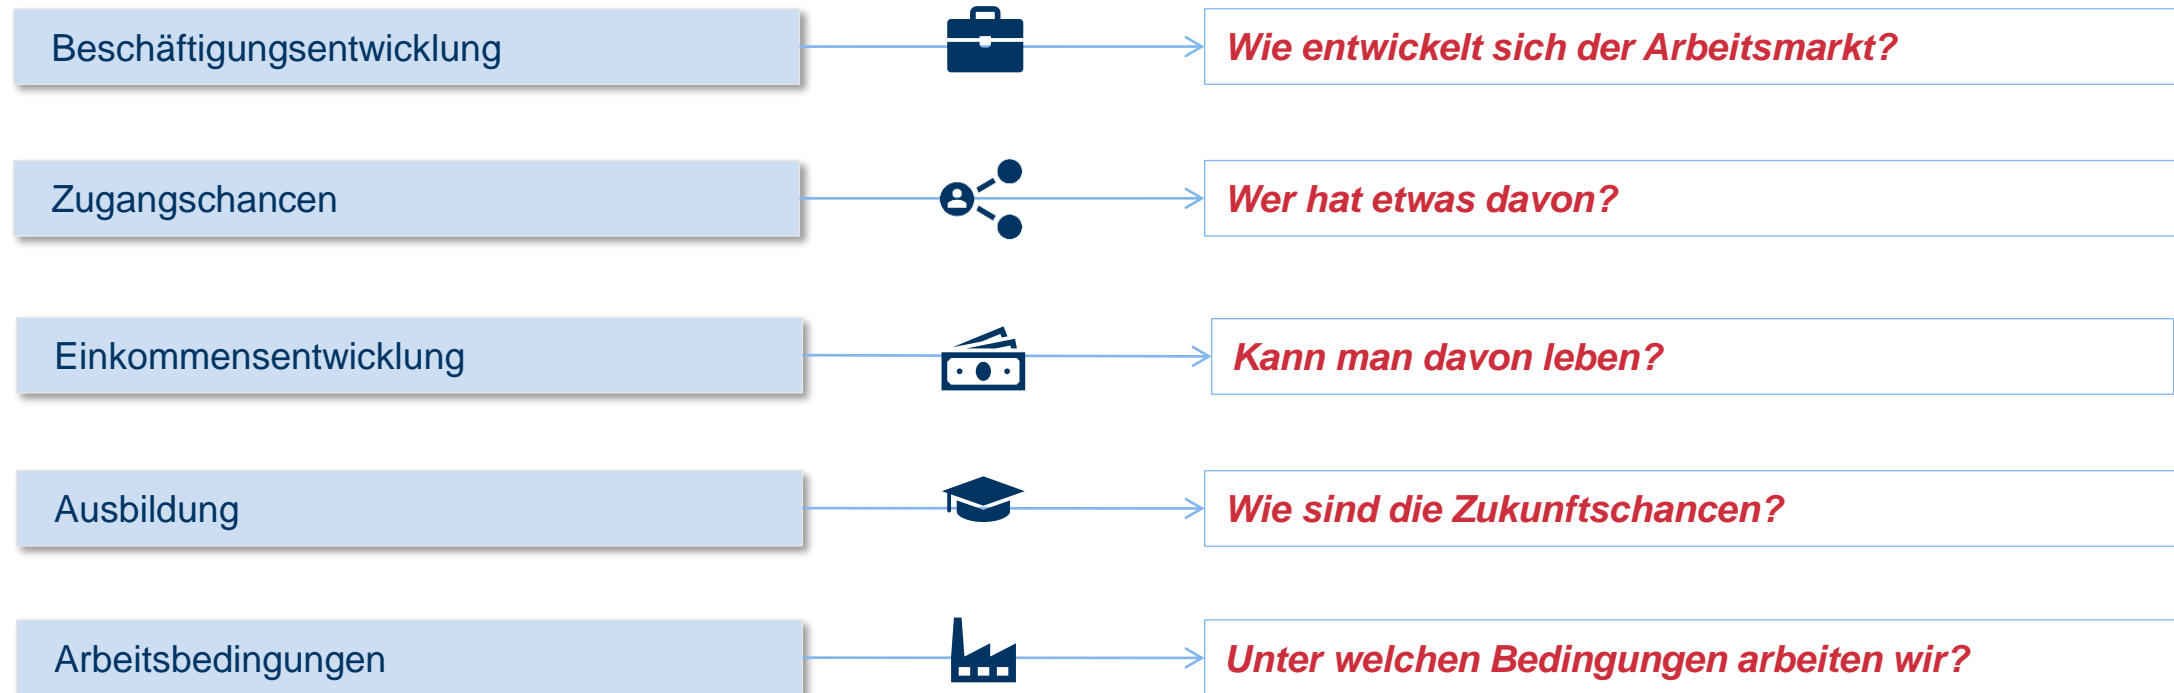 Beschäftigungsentwicklung
Wie entwickelt sich der Arbeitsmarkt?
Zugangschancen
Wer hat etwas davon?
Einkommensentwicklung
Kann man davon leben?
Ausbildung
Wie sind die Zukunftschancen?
Arbeitsbedingungen
Unter welchen Bedingungen arbeiten wir?